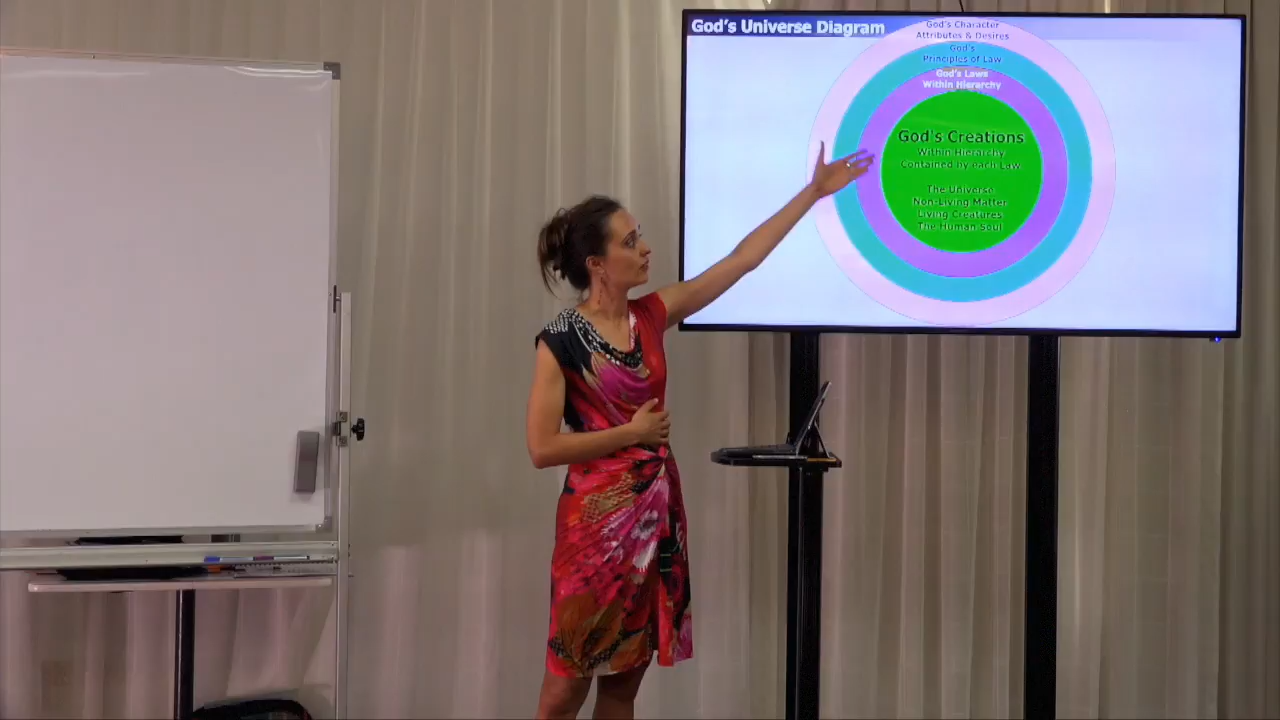 God's Universe Diagram
God's Character
Attributes & Desires
God's
Principles of Law
God's Laws
Within Hierarchy
God's Creations
Within Hierarchy
Contained by each Law
The Universe
Non-Living Matter
Living Creatures
The Human Soul